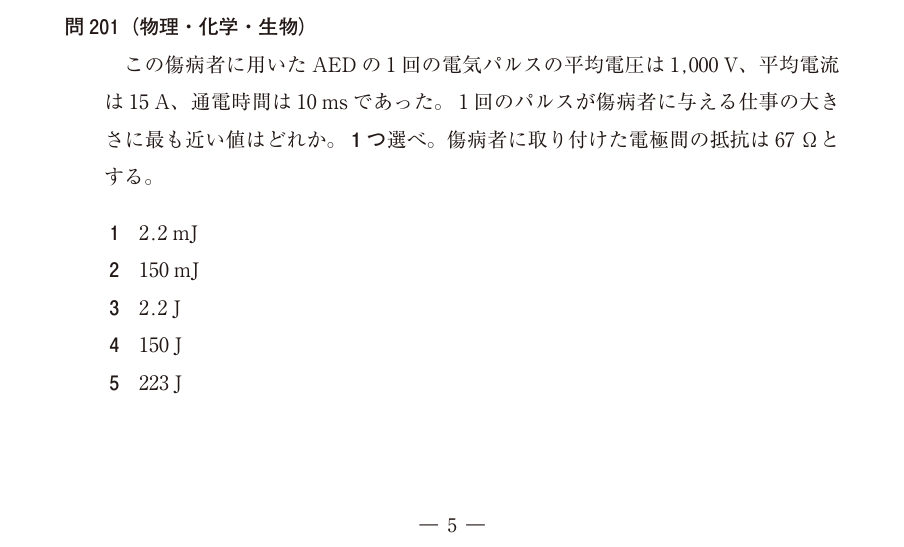 問 201（物理・化学・生物）
この傷病者に用いた AED の 1 回の電気パルスの平均電圧は 1,000 V、平均電流
は 15 A、通電時間は 10 ms であった。1 回のパルスが傷病者に与える仕事の大き
さに最も近い値はどれか。1つ選べ。傷病者に取り付けた電極間の抵抗は 67 Ω と
する。
1 2.2 mJ
2 150 mJ
3 2.2 J
4 150 J
5 223 J
— 5 —